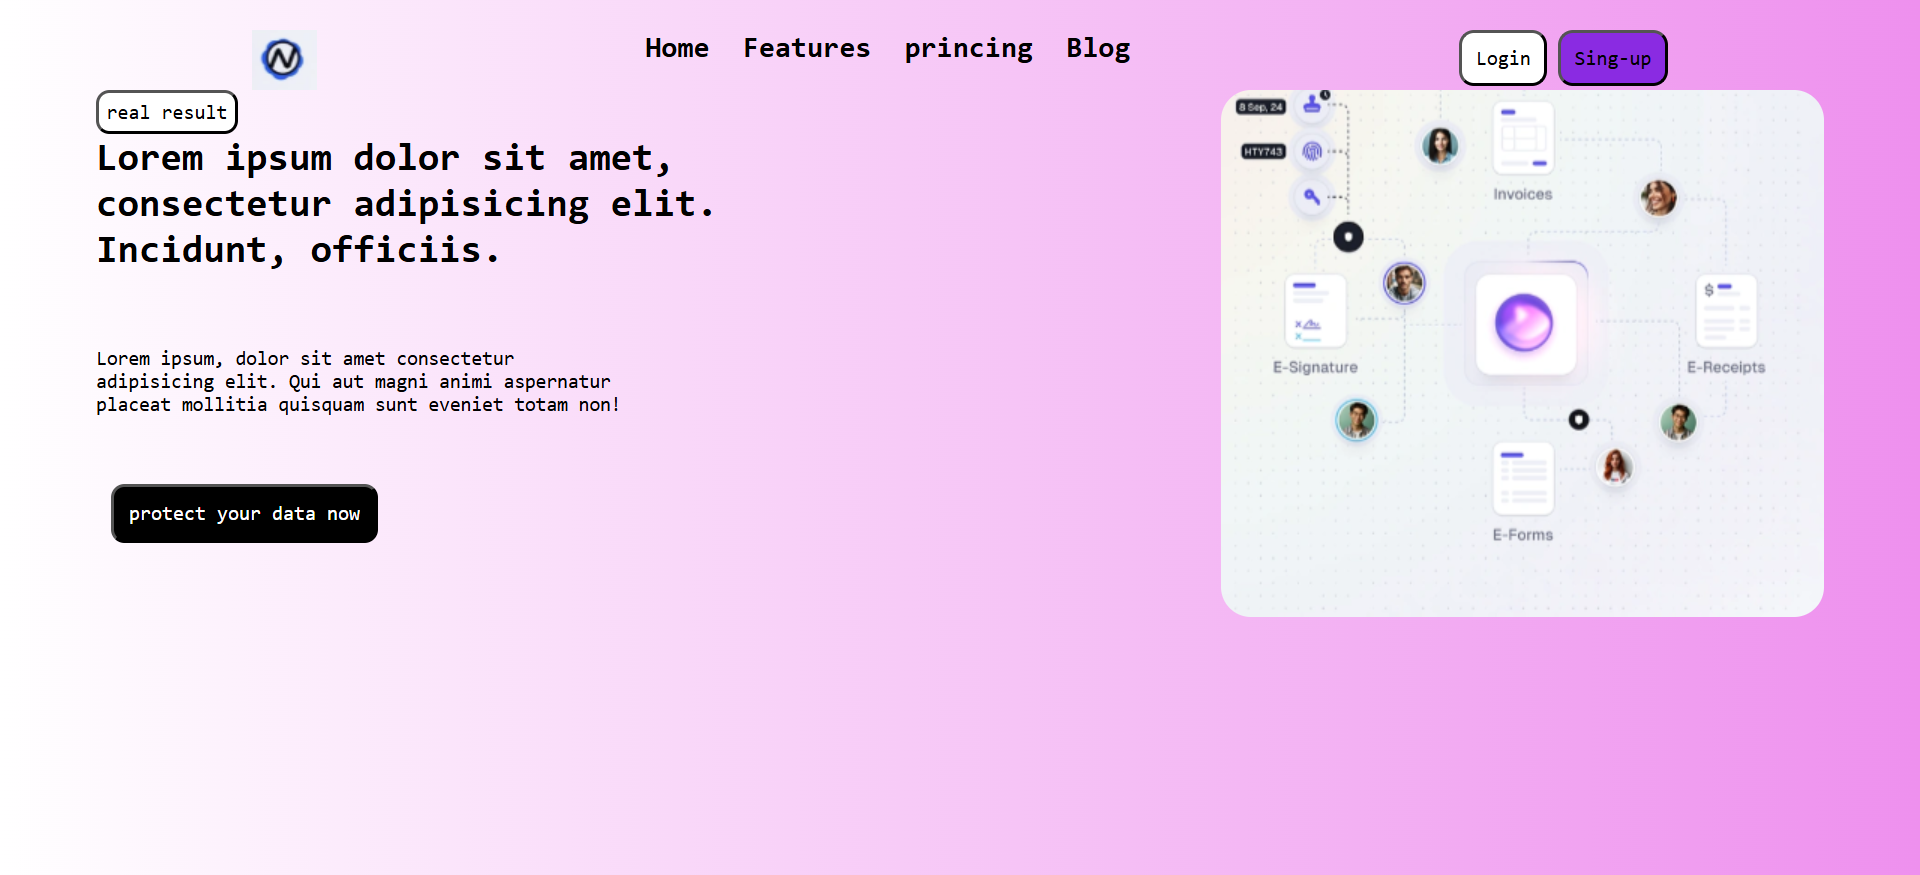 Home Features princing Blog
Login Sing-up
real result
Lorem ipsum dolor sit amet,
consectetur adipisicing elit.
Incidunt, officiis.
Lorem ipsum, dolor sit amet consectetur
adipisicing elit. Qui aut magni animi aspernatur
placeat mollitia quisquam sunt eveniet totam non!
protect your data now
8 Sep, 24
HTY743
Invoices
E-Signature
$
E-Receipts
E-Forms